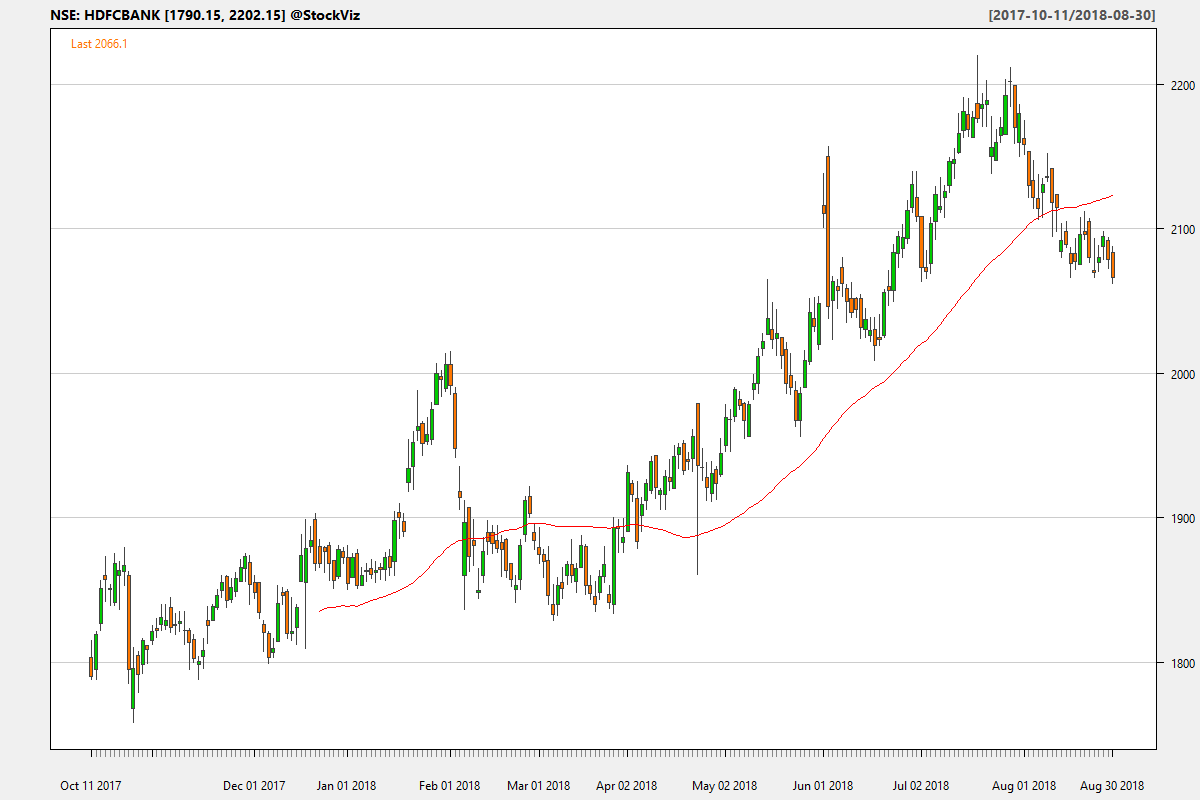 NSE: HDFCBANK [1790.15, 2202.15] @StockViz
[2017-10-11/2018-08-30]
Last 2066.1
2200
2100
2000
1900
1800
Oct 11 2017
Dec 01 2017
Jan 01 2018
Feb 01 2018
Mar 01 2018
Apr 02 2018
May 02 2018
Jun 01 2018
Jul 02 2018
Aug 01 2018
Aug 30 2018